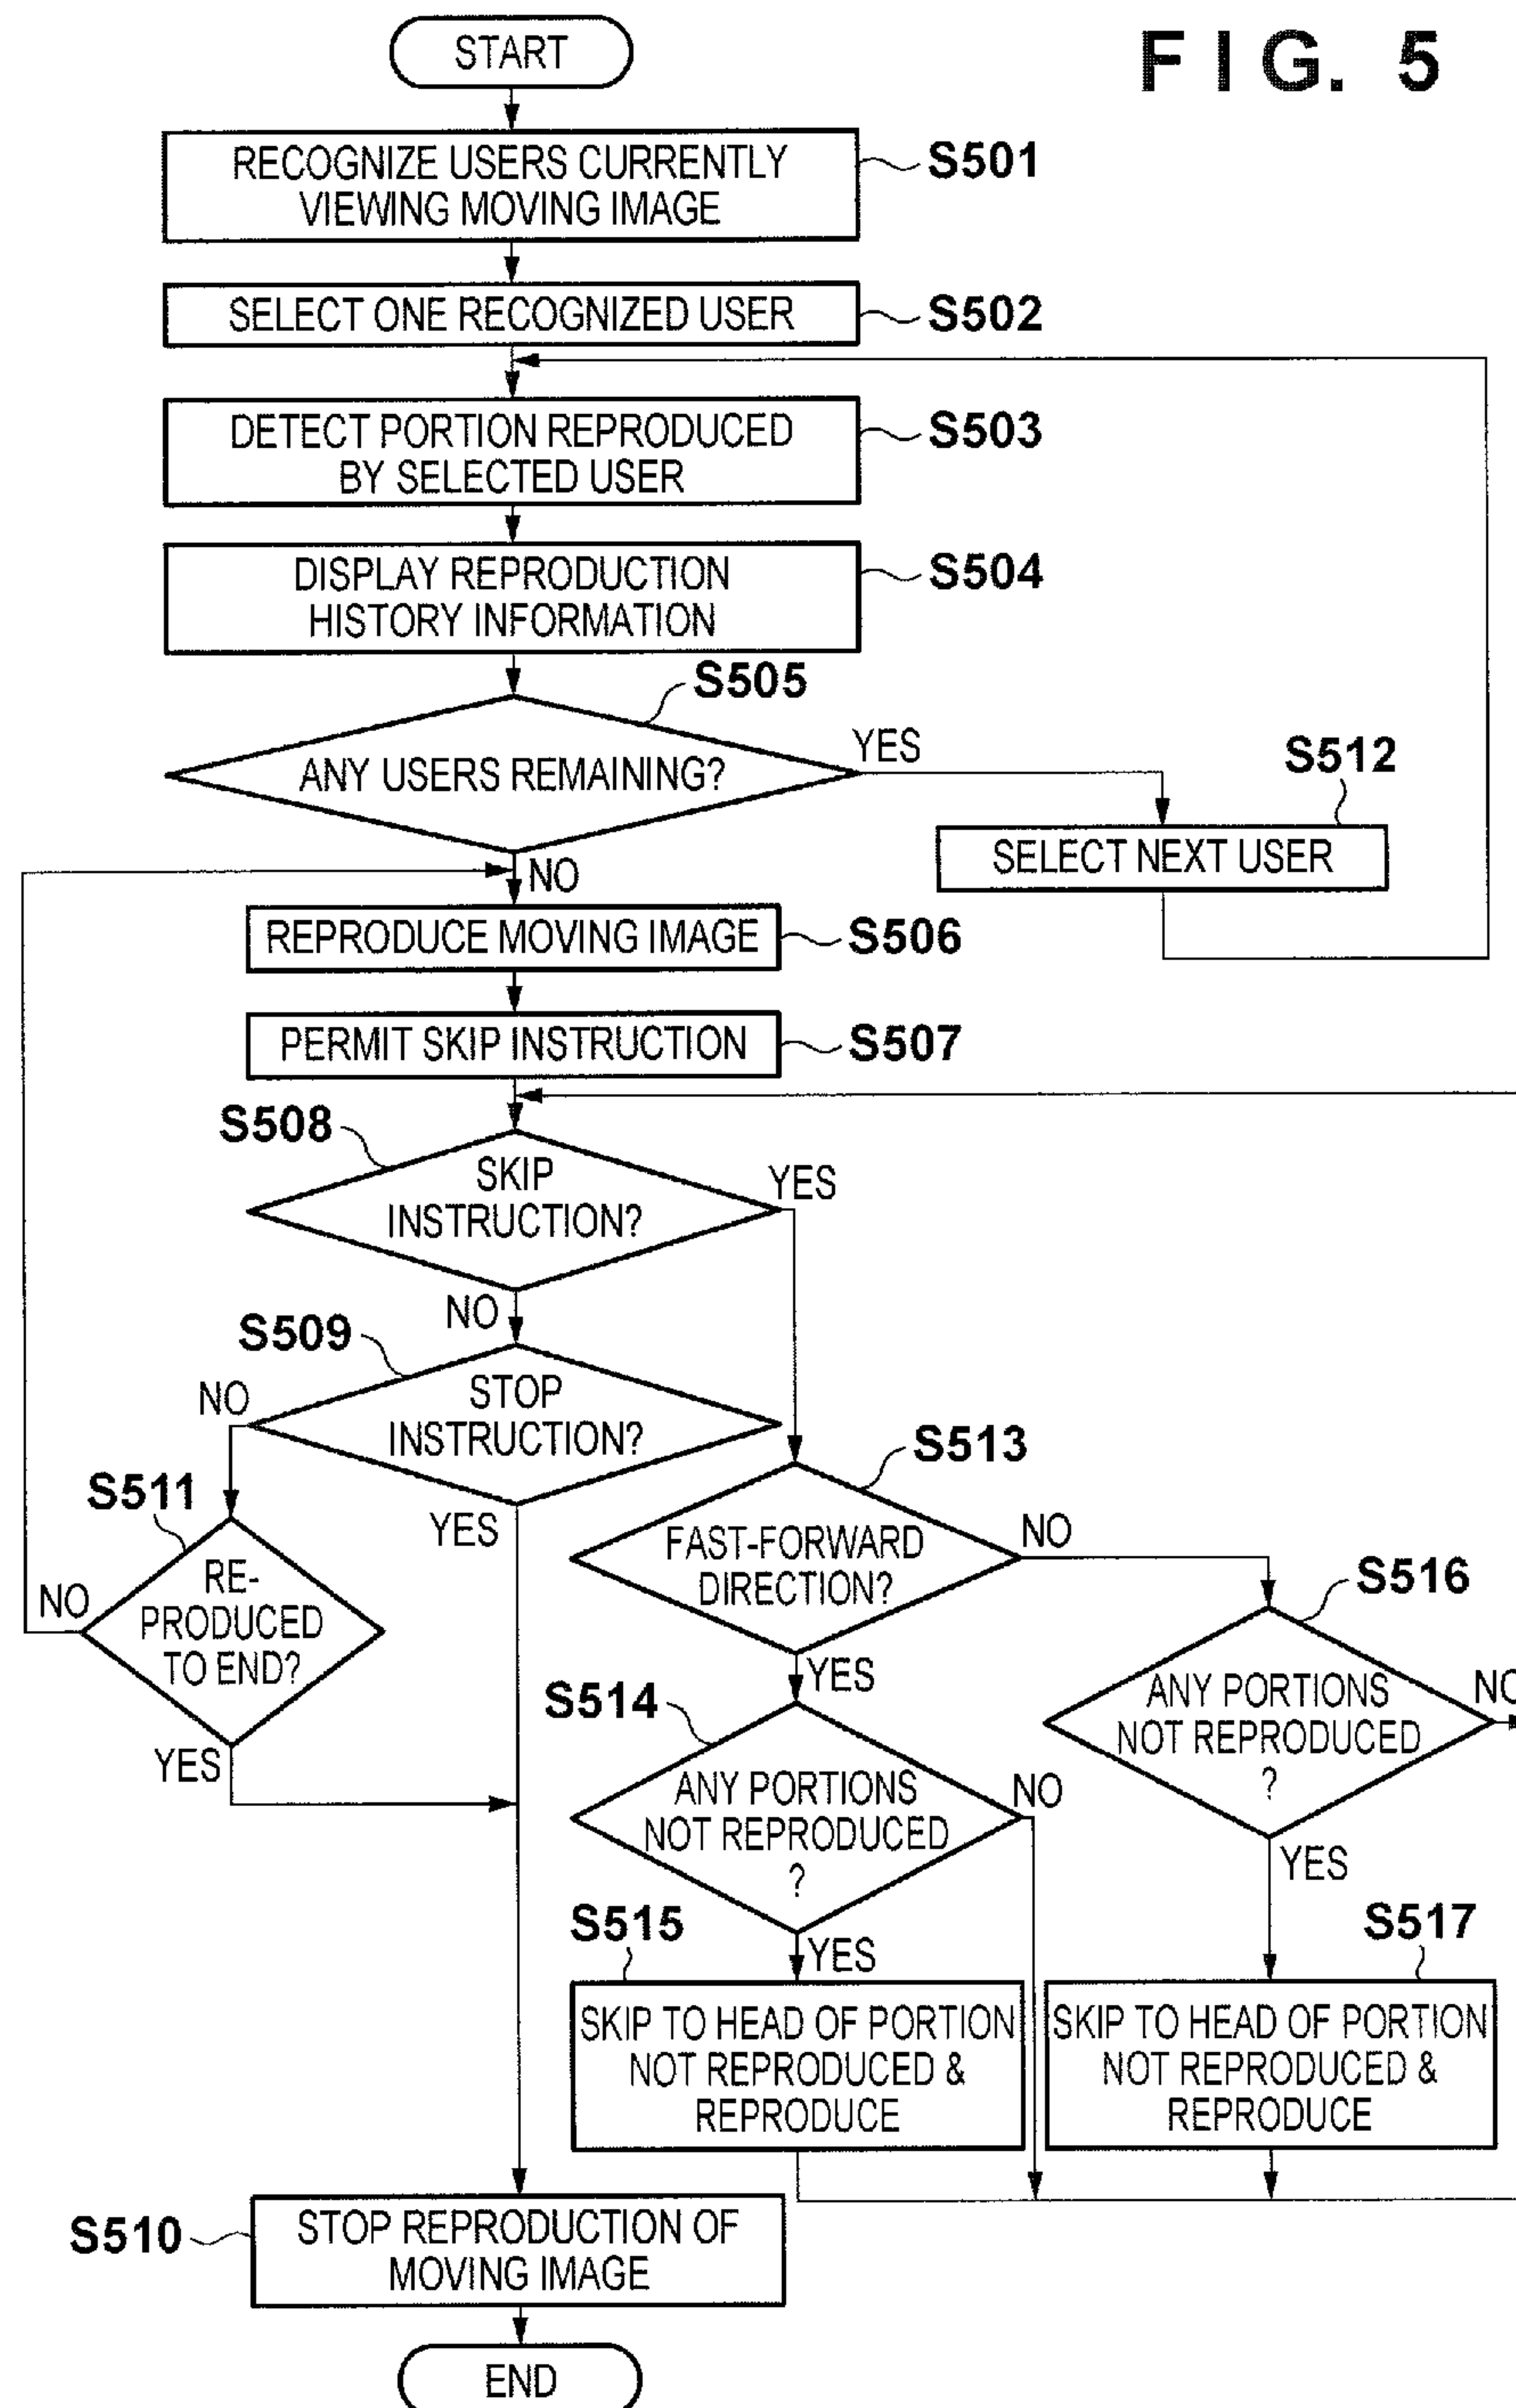 START
FIG. 5
RECOGNIZE USERS CURRENTLY
VIEWING MOVING IMAGE
S501
SELECT ONE RECOGNIZED USER
S502
DETECT PORTION REPRODUCED
BY SELECTED USER
S503
DISPLAY REPRODUCTION
HISTORY INFORMATION
S504
S505
ANY USERS REMAINING?
YES
NO
S512
SELECT NEXT USER
REPRODUCE MOVING IMAGE
S506
PERMIT SKIP INSTRUCTION
S507
S508
SKIP
INSTRUCTION?
YES
NO
S509
STOP
INSTRUCTION?
NO
YES
S511
RE-
PRODUCED
TO END?
NO
YES
S513
FAST-FORWARD
DIRECTION?
NO
YES
S516
ANY PORTIONS
NOT REPRODUCED
?
NO
YES
S514
ANY PORTIONS
NOT REPRODUCED
?
NO
YES
S515
SKIP TO HEAD OF PORTION
NOT REPRODUCED &
REPRODUCE
S517
SKIP TO HEAD OF PORTION
NOT REPRODUCED &
REPRODUCE
S510
STOP REPRODUCTION OF
MOVING IMAGE
END